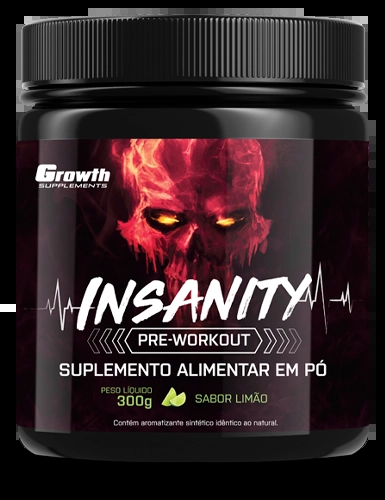 Growth
SUPPLEMENTS
INSANITY
PRE-WORKOUT
SUPLEMENTO ALIMENTAR EM PÓ
PESO LÍQUIDO
300g
SABOR LIMÃO
Contém aromatizante sintético idêntico ao natural.